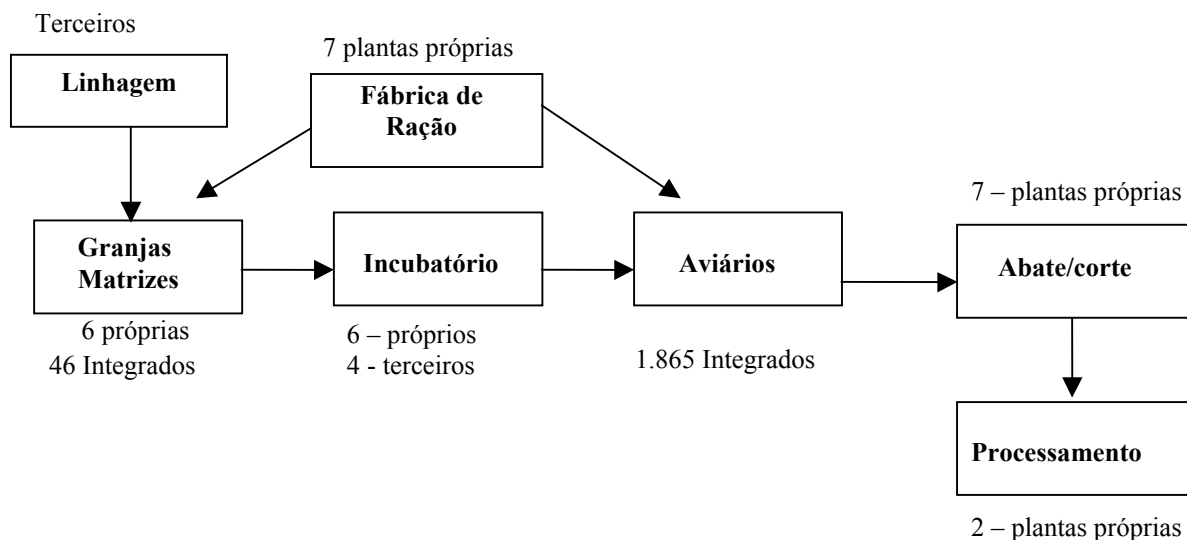 Terceiros
Linhagem
7 plantas próprias
Fábrica de
Ração
Granjas
Matrizes
6 próprias
46 Integrados
Incubatório
6 – próprios
4 - terceiros
Aviários
1.865 Integrados
7 – plantas próprias
Abate/corte
Processamento
2 – plantas próprias